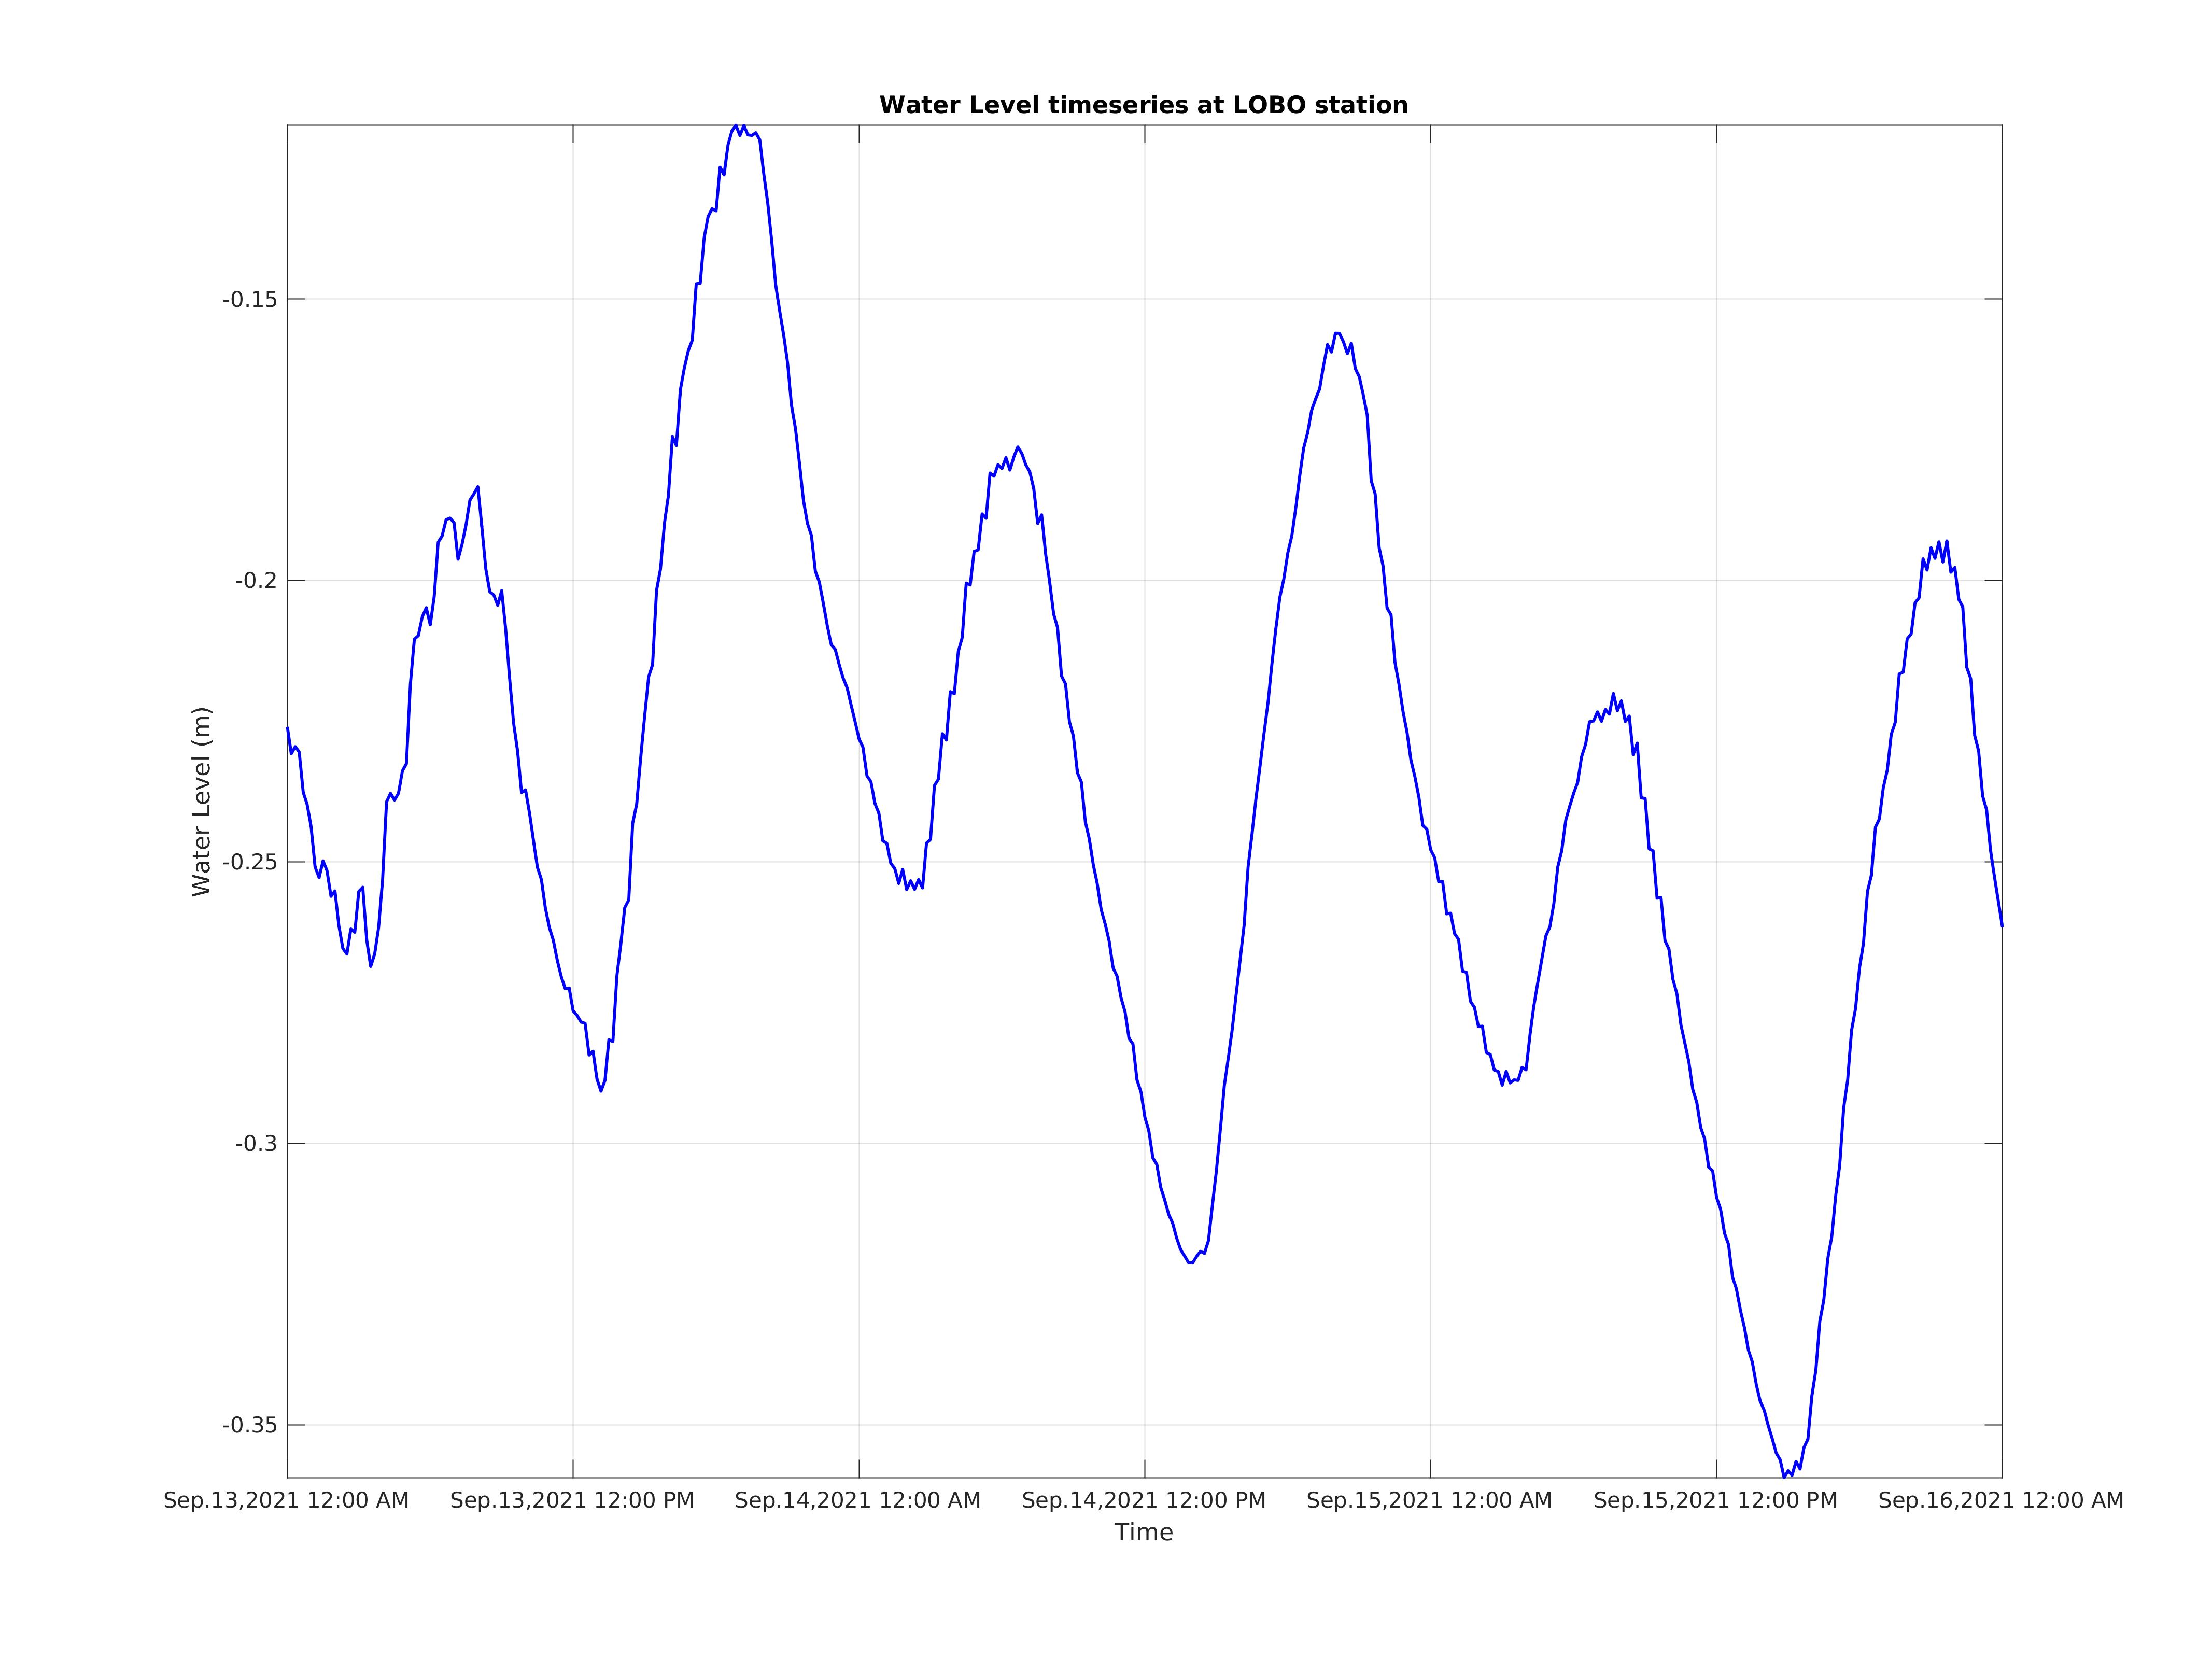 Water Level timeseries at LOBO station
-0.15
-0.2
-0.25
-0.3
-0.35
Water Level (m)
Sep.13,2021 12:00 AM Sep.13,2021 12:00 PM Sep.14,2021 12:00 AM Sep.14,2021 12:00 PM Sep.15,2021 12:00 AM Sep.15,2021 12:00 PM Sep.16,2021 12:00 AM
Time